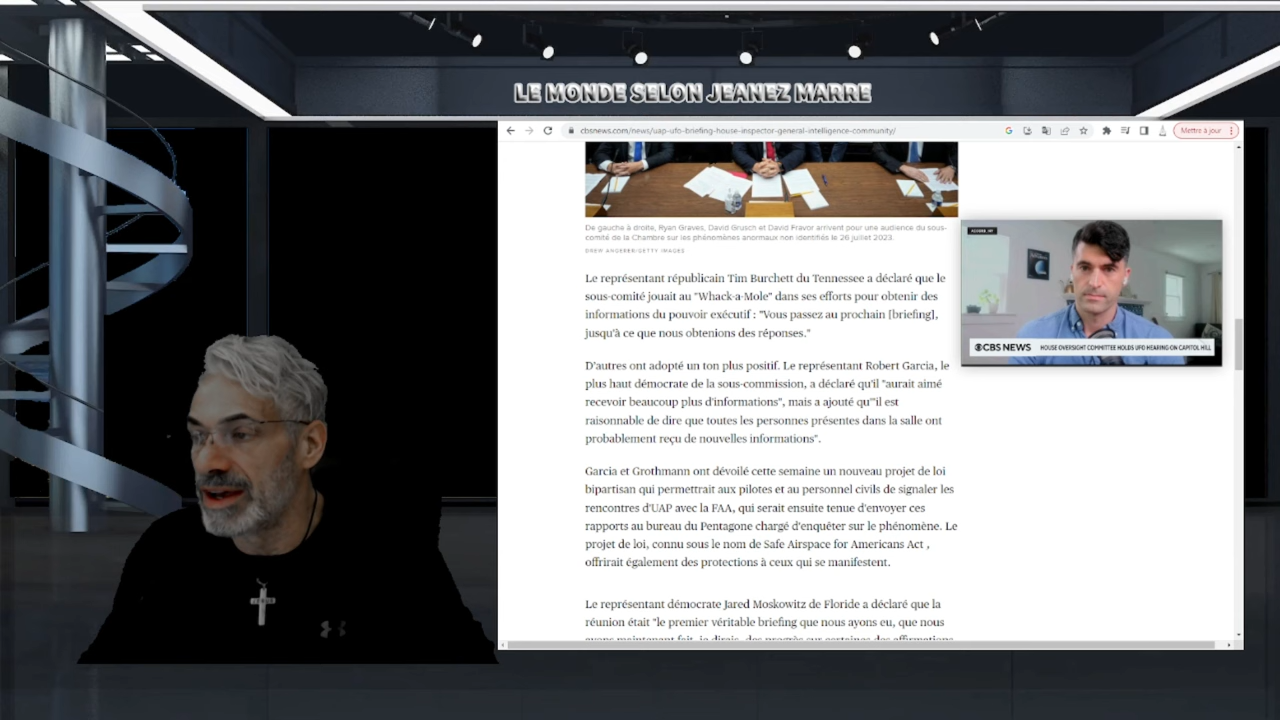 LE MONDE SELON JEANEZ MARRE
cbsnews.com/news/uap-ufo-briefing-house-inspector-general-intelligence-community/
Mettre à jour
De gauche à droite, Ryan Graves, David Grusch et David Fravor arrivent pour une audience du sous-
comité de la Chambre sur les phénomènes anormaux non identifiés le 26 juillet 2023.
DREW ANGERER/GETTY IMAGES
Le représentant républicain Tim Burchett du Tennessee a déclaré que le
sous-comité jouait au "Whack-a-Mole" dans ses efforts pour obtenir des
informations du pouvoir exécutif : "Vous passez au prochain [briefing],
jusqu'à ce que nous obtenions des réponses."
CBS NEWS HOUSE OVERSIGHT COMMITTEE HOLDS UFO HEARING ON CAPITOL HILL
D'autres ont adopté un ton plus positif. Le représentant Robert Garcia, le
plus haut démocrate de la sous-commission, a déclaré qu'il "aurait aimé
recevoir beaucoup plus d'informations", mais a ajouté qu'"il est
raisonnable de dire que toutes les personnes présentes dans la salle ont
probablement reçu de nouvelles informations".
Garcia et Grothmann ont dévoilé cette semaine un nouveau projet de loi
bipartisan qui permettrait aux pilotes et au personnel civils de signaler les
rencontres d'UAP avec la FAA, qui serait ensuite tenue d'envoyer ces
rapports au bureau du Pentagone chargé d'enquêter sur le phénomène. Le
projet de loi, connu sous le nom de Safe Airspace for Americans Act ,
offrirait également des protections à ceux qui se manifestent.
Le représentant démocrate Jared Moskowitz de Floride a déclaré que la
réunion était "le premier véritable briefing que nous ayons eu, que nous
ayons maintenant fait, je dirais, des progrès sur certaines des affirmations